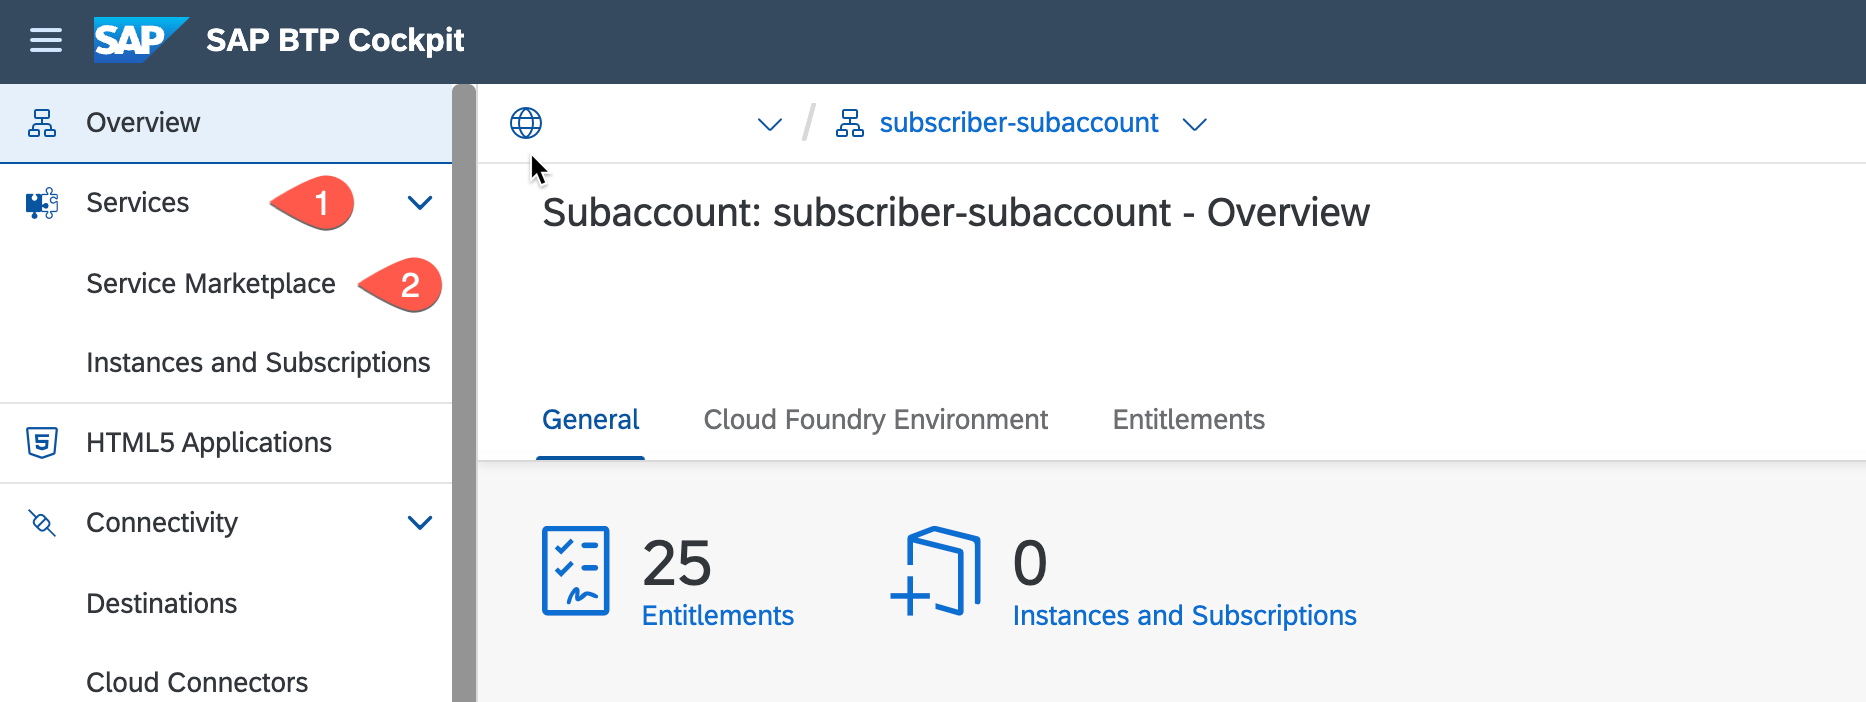 SAP SAP BTP Cockpit
Overview
Services 1
Service Marketplace 2
Instances and Subscriptions
5 HTML5 Applications
Connectivity
Destinations
Cloud Connectors
/ subscriber-subaccount
Subaccount: subscriber-subaccount - Overview
General Cloud Foundry Environment Entitlements
25
Entitlements
0
Instances and Subscriptions